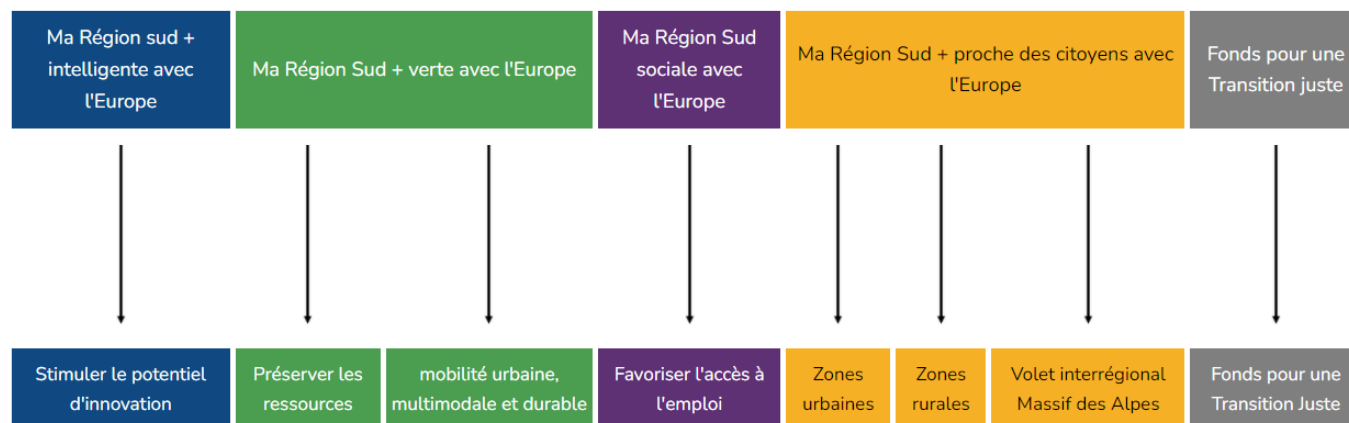 Ma Région sud +
intelligente avec
l'Europe
Ma Région Sud + verte avec l'Europe
Ma Région Sud
sociale avec
l'Europe
Ma Région Sud + proche des citoyens avec
l'Europe
Fonds pour une
Transition juste
Stimuler le potentiel
d'innovation
Préserver les
ressources
mobilité urbaine,
multimodale et durable
Favoriser l'accès à
l'emploi
Zones
urbaines
Zones
rurales
Volet interrégional
Massif des Alpes
Fonds pour une
Transition Juste